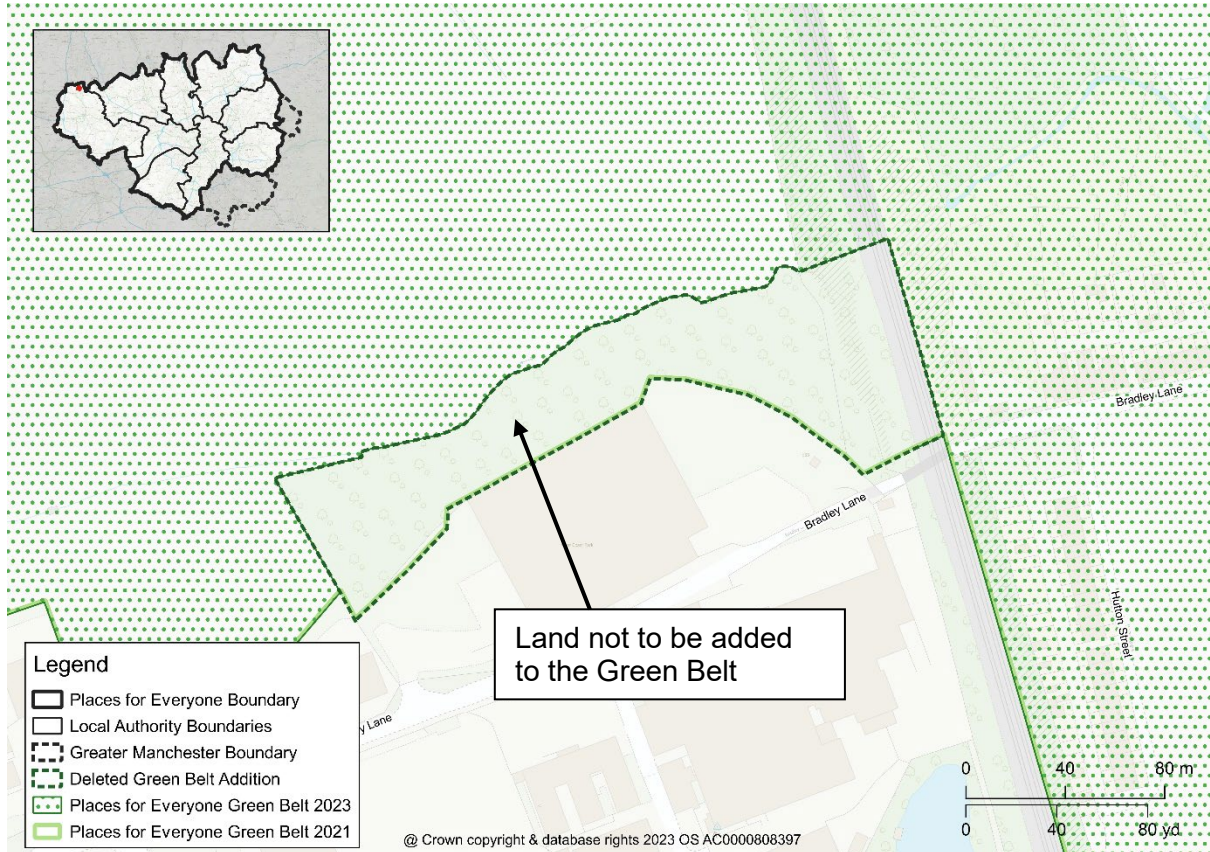 Bradley Lane
Bradley Lane
Hutton Street
Land not to be added
to the Green Belt
Legend
Places for Everyone Boundary
Local Authority Boundaries
Greater Manchester Boundary
Deleted Green Belt Addition
Places for Everyone Green Belt 2023
Places for Everyone Green Belt 2021
y Lane
0 40 80 m
0 40 80 yd
@ Crown copyright & database rights 2023 OS AC0000808397